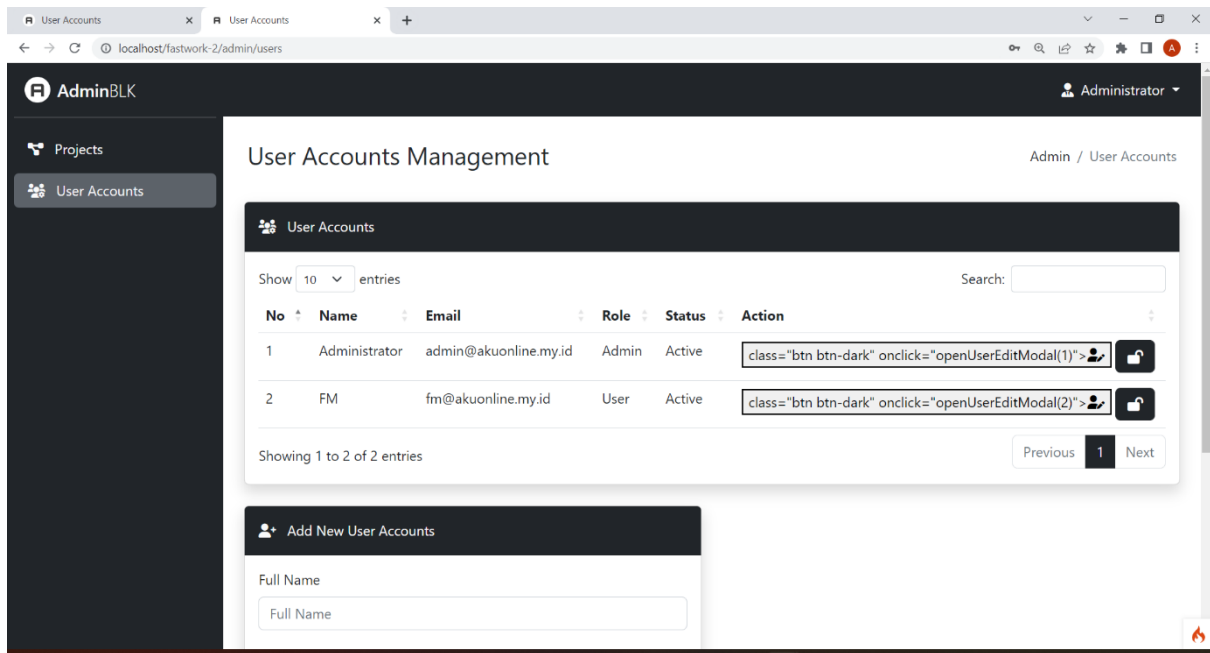 User Accounts
User Accounts
localhost/fastwork-2/admin/users
A
AdminBLK
Administrator
Projects
User Accounts
User Accounts Management
Admin / User Accounts
User Accounts
Show 10 entries
Search:
No Name Email Role Status Action
1 Administrator admin@akuonline.my.id Admin Active class="btn btn-dark" onclick="openUserEditModal(1)">
2 FM fm@akuonline.my.id User Active class="btn btn-dark" onclick="openUserEditModal(2)">
Showing 1 to 2 of 2 entries
Previous 1 Next
Add New User Accounts
Full Name
Full Name